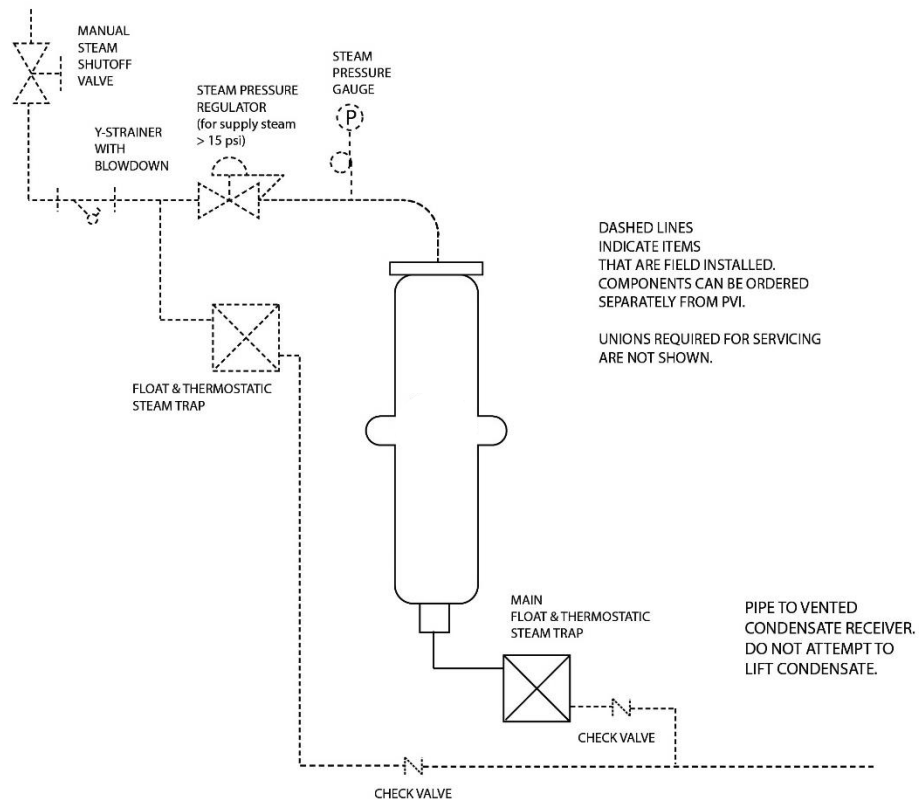 MANUAL
STEAM
SHUTOFF
VALVE
STEAM PRESSURE
REGULATOR
(for supply steam
> 15 psi)
STEAM
PRESSURE
GAUGE
P
Y-STRAINER
WITH
BLOWDOWN
DASHED LINES
INDICATE ITEMS
THAT ARE FIELD INSTALLED.
COMPONENTS CAN BE ORDERED
SEPARATELY FROM PVI.
UNIONS REQUIRED FOR SERVICING
ARE NOT SHOWN.
FLOAT & THERMOSTATIC
STEAM TRAP
MAIN
FLOAT & THERMOSTATIC
STEAM TRAP
PIPE TO VENTED
CONDENSATE RECEIVER.
DO NOT ATTEMPT TO
LIFT CONDENSATE.
CHECK VALVE
CHECK VALVE